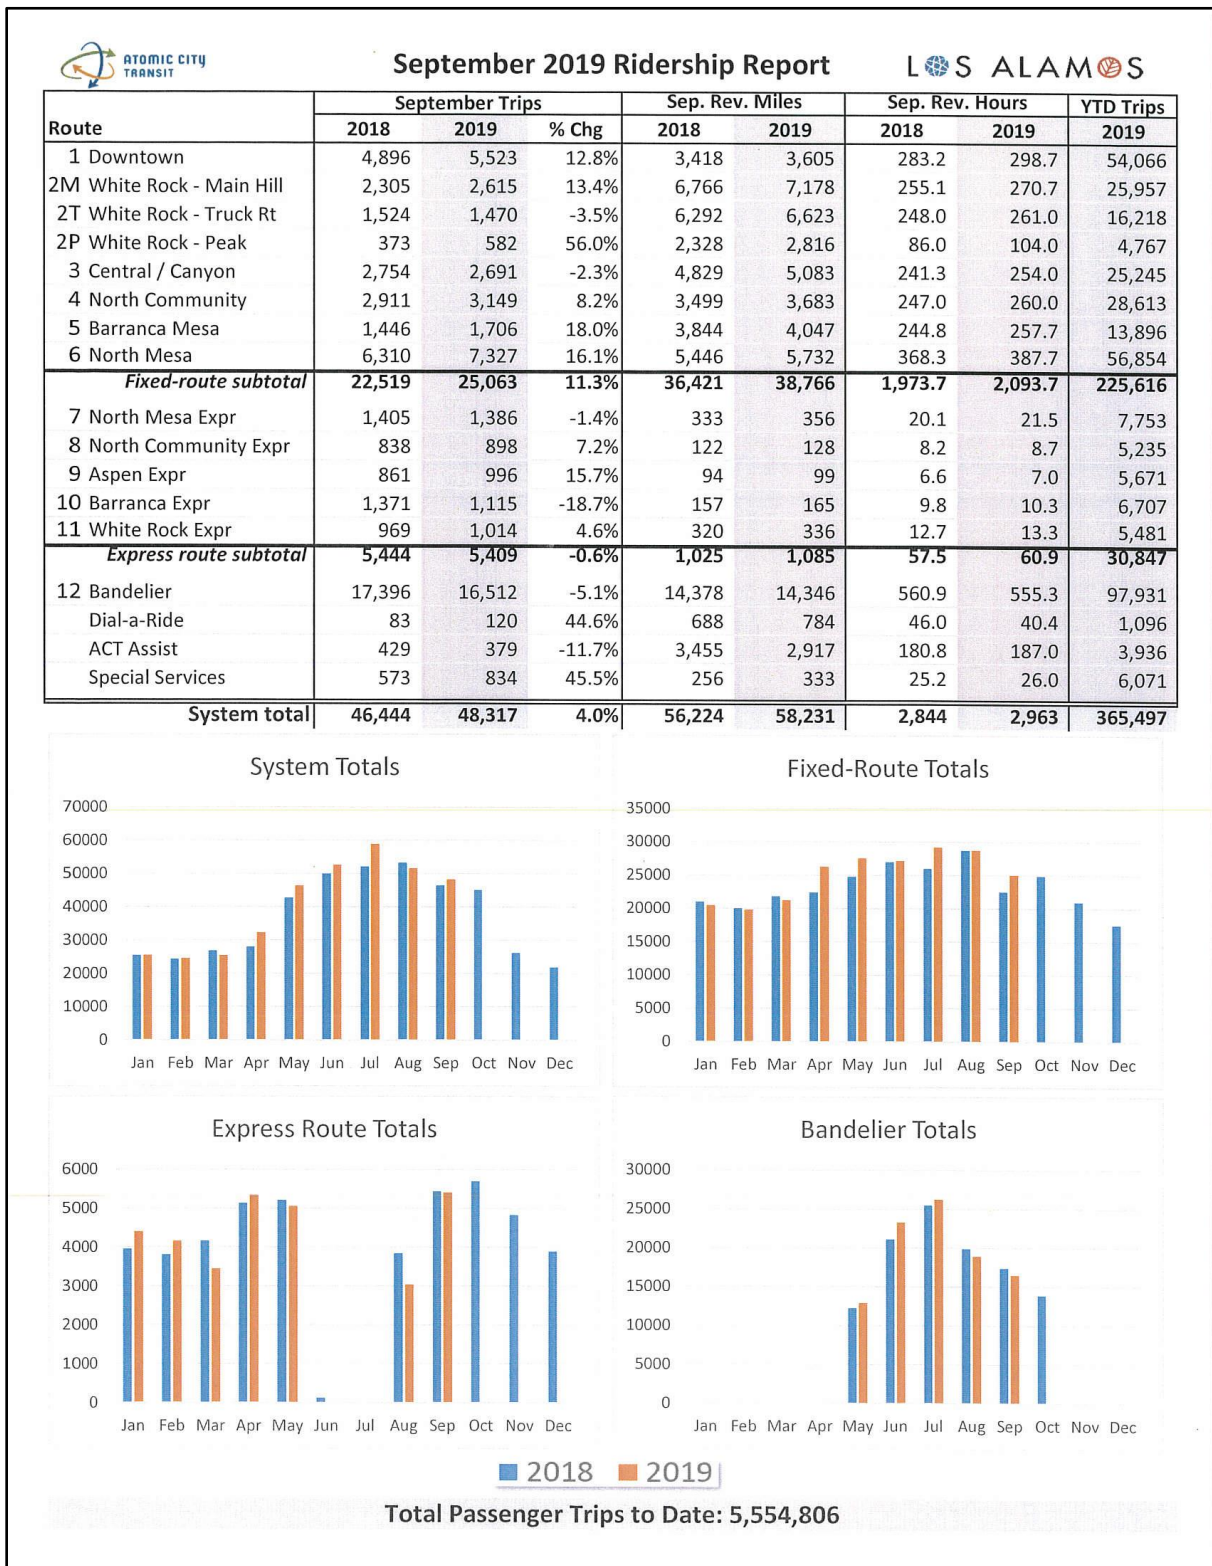 ATOMIC CITY
TRANSIT
September 2019 Ridership Report
LOS ALAMOS
September Trips Sep. Rev. Miles Sep. Rev. Hours YTD Trips
Route 2018 2019 % Chg 2018 2019 2018 2019 2019
1 Downtown 4,896 5,523 12.8% 3,418 3,605 283.2 298.7 54,066
2M White Rock - Main Hill 2,305 2,615 13.4% 6,766 7,178 255.1 270.7 25,957
2T White Rock - Truck Rt 1,524 1,470 -3.5% 6,292 6,623 248.0 261.0 16,218
2P White Rock - Peak 373 582 56.0% 2,328 2,816 86.0 104.0 4,767
3 Central / Canyon 2,754 2,691 -2.3% 4,829 5,083 241.3 254.0 25,245
4 North Community 2,911 3,149 8.2% 3,499 3,683 247.0 260.0 28,613
5 Barranca Mesa 1,446 1,706 18.0% 3,844 4,047 244.8 257.7 13,896
6 North Mesa 6,310 7,327 16.1% 5,446 5,732 368.3 387.7 56,854
Fixed-route subtotal 22,519 25,063 11.3% 36,421 38,766 1,973.7 2,093.7 225,616
7 North Mesa Expr 1,405 1,386 -1.4% 333 356 20.1 21.5 7,753
8 North Community Expr 838 898 7.2% 122 128 8.2 8.7 5,235
9 Aspen Expr 861 996 15.7% 94 99 6.6 7.0 5,671
10 Barranca Expr 1,371 1,115 -18.7% 157 165 9.8 10.3 6,707
11 White Rock Expr 969 1,014 4.6% 320 336 12.7 13.3 5,481
Express route subtotal 5,444 5,409 -0.6% 1,025 1,085 57.5 60.9 30,847
12 Bandelier 17,396 16,512 -5.1% 14,378 14,346 560.9 555.3 97,931
Dial-a-Ride 83 120 44.6% 688 784 46.0 40.4 1,096
ACT Assist 429 379 -11.7% 3,455 2,917 180.8 187.0 3,936
Special Services 573 834 45.5% 256 333 25.2 26.0 6,071
System total 46,444 48,317 4.0% 56,224 58,231 2,844 2,963 365,497
System Totals
70000
60000
50000
40000
30000
20000
10000
0
Jan Feb Mar Apr May Jun Jul Aug Sep Oct Nov Dec
Fixed-Route Totals
35000
30000
25000
20000
15000
10000
5000
0
Jan Feb Mar Apr May Jun Jul Aug Sep Oct Nov Dec
Express Route Totals
6000
5000
4000
3000
2000
1000
0
Jan Feb Mar Apr May Jun Jul Aug Sep Oct Nov Dec
Bandelier Totals
30000
25000
20000
15000
10000
5000
0
Jan Feb Mar Apr May Jun Jul Aug Sep Oct Nov Dec
2018 2019
Total Passenger Trips to Date: 5,554,806